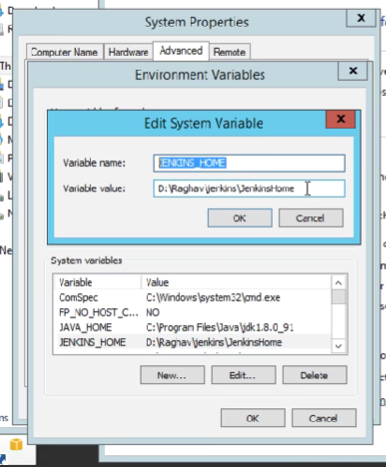 System Properties
x
Computer Name Hardware Advanced Remote
Environment Variables
x
Edit System Variable
x
Variable name: JENKINS_HOME
Variable value: D:\Raghav\jenkins\JenkinsHome
OK Cancel
System variables
Variable Value
ComSpec C:\Windows\system32\cmd.exe
FP_NO_HOST_C... NO
JAVA_HOME C:\Program Files\Java\jdk1.8.0_91
JENKINS_HOME D:\Raghav\jenkins\JenkinsHome
New... Edit... Delete
OK Cancel